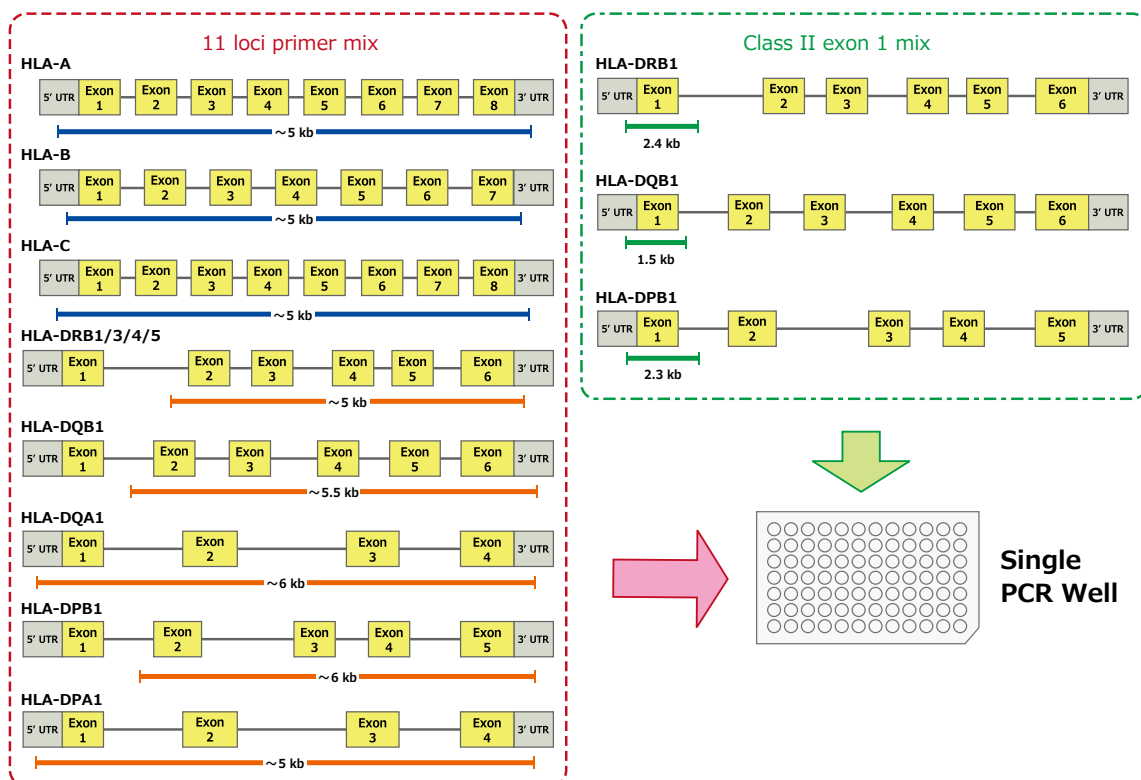 11 loci primer mix
HLA-A
5’ UTR Exon 1 Exon 2 Exon 3 Exon 4 Exon 5 Exon 6 Exon 7 Exon 8 3’ UTR
~5 kb
HLA-B
5’ UTR Exon 1 Exon 2 Exon 3 Exon 4 Exon 5 Exon 6 Exon 7 3’ UTR
~5 kb
HLA-C
5’ UTR Exon 1 Exon 2 Exon 3 Exon 4 Exon 5 Exon 6 Exon 7 Exon 8 3’ UTR
~5 kb
HLA-DRB1/3/4/5
5’ UTR Exon 1 Exon 2 Exon 3 Exon 4 Exon 5 Exon 6 3’ UTR
~5 kb
HLA-DQB1
5’ UTR Exon 1 Exon 2 Exon 3 Exon 4 Exon 5 Exon 6 3’ UTR
~5.5 kb
HLA-DQA1
5’ UTR Exon 1 Exon 2 Exon 3 Exon 4 3’ UTR
~6 kb
HLA-DPB1
5’ UTR Exon 1 Exon 2 Exon 3 Exon 4 Exon 5 3’ UTR
~6 kb
HLA-DPA1
5’ UTR Exon 1 Exon 2 Exon 3 Exon 4 3’ UTR
~5 kb
Class II exon 1 mix
HLA-DRB1
5’ UTR Exon 1 Exon 2 Exon 3 Exon 4 Exon 5 Exon 6 3’ UTR
2.4 kb
HLA-DQB1
5’ UTR Exon 1 Exon 2 Exon 3 Exon 4 Exon 5 Exon 6 3’ UTR
1.5 kb
HLA-DPB1
5’ UTR Exon 1 Exon 2 Exon 3 Exon 4 Exon 5 3’ UTR
2.3 kb
Single
PCR Well